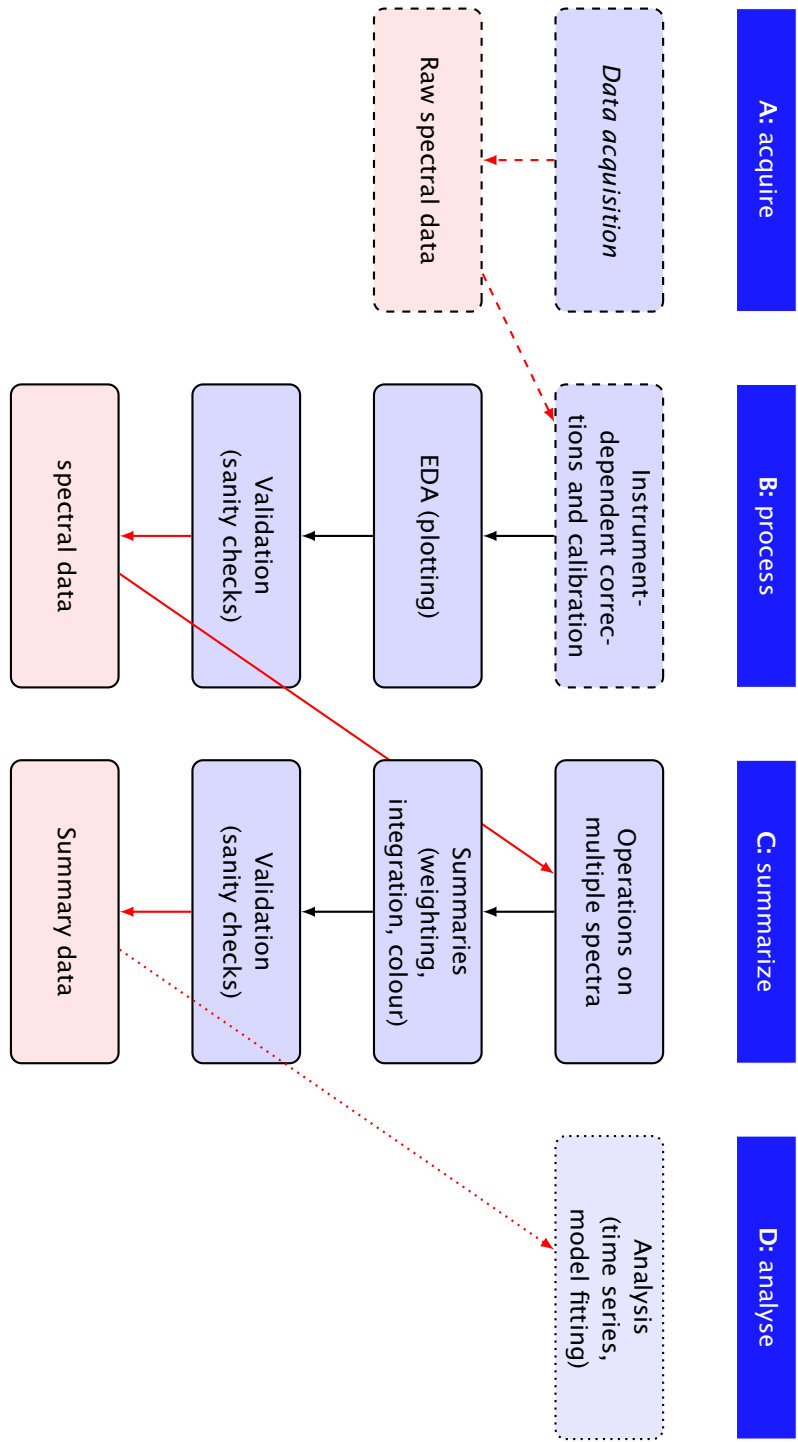 A: acquire
Data acquisition
Raw spectral data
B: process
Instrument-
dependent correc-
tions and calibration
EDA (plotting)
Validation
(sanity checks)
spectral data
C: summarize
Operations on
multiple spectra
Summaries
(weighting,
integration, colour)
Validation
(sanity checks)
Summary data
D: analyse
Analysis
(time series,
model fitting)